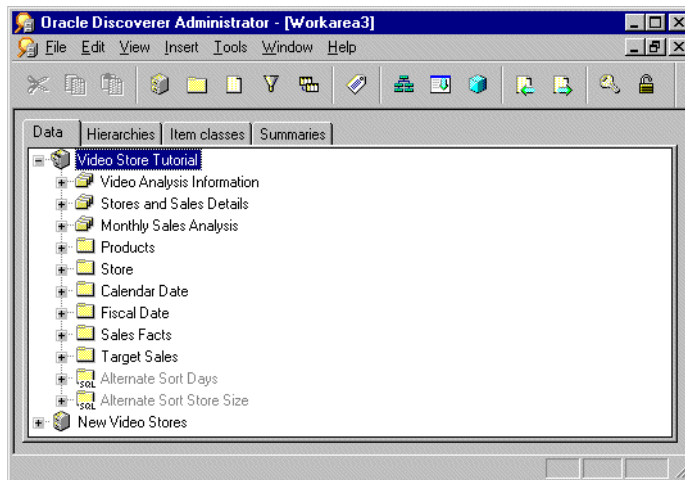 Oracle Discoverer Administrator - [Workarea3]
File Edit View Insert Tools Window Help
Data Hierarchies Item classes Summaries
Video Store Tutorial
Video Analysis Information
Stores and Sales Details
Monthly Sales Analysis
Products
Store
Calendar Date
Fiscal Date
Sales Facts
Target Sales
SQL Alternate Sort Days
SQL Alternate Sort Store Size
New Video Stores